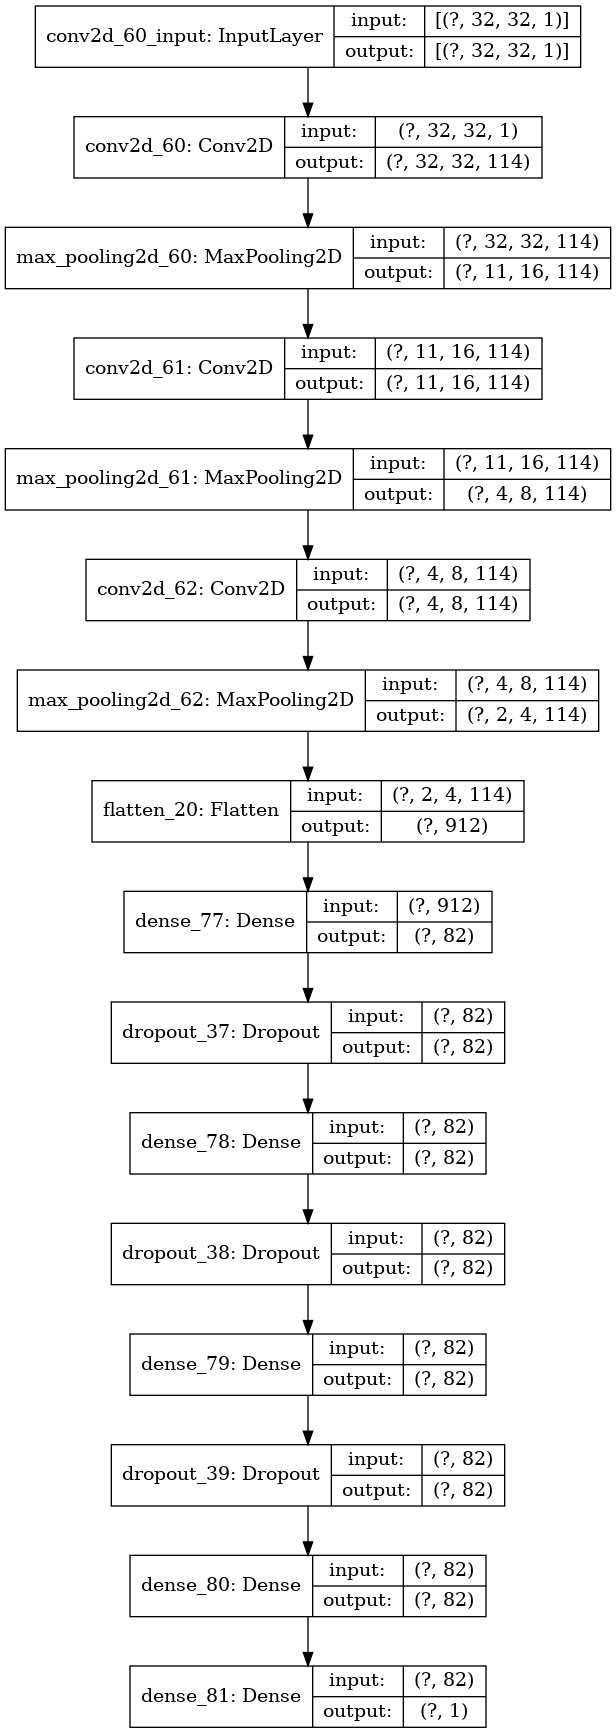 conv2d_60_input: InputLayer
input: [(?, 32, 32, 1)]
output: [(?, 32, 32, 1)]
conv2d_60: Conv2D
input: (?, 32, 32, 1)
output: (?, 32, 32, 114)
max_pooling2d_60: MaxPooling2D
input: (?, 32, 32, 114)
output: (?, 11, 16, 114)
conv2d_61: Conv2D
input: (?, 11, 16, 114)
output: (?, 11, 16, 114)
max_pooling2d_61: MaxPooling2D
input: (?, 11, 16, 114)
output: (?, 4, 8, 114)
conv2d_62: Conv2D
input: (?, 4, 8, 114)
output: (?, 4, 8, 114)
max_pooling2d_62: MaxPooling2D
input: (?, 4, 8, 114)
output: (?, 2, 4, 114)
flatten_20: Flatten
input: (?, 2, 4, 114)
output: (?, 912)
dense_77: Dense
input: (?, 912)
output: (?, 82)
dropout_37: Dropout
input: (?, 82)
output: (?, 82)
dense_78: Dense
input: (?, 82)
output: (?, 82)
dropout_38: Dropout
input: (?, 82)
output: (?, 82)
dense_79: Dense
input: (?, 82)
output: (?, 82)
dropout_39: Dropout
input: (?, 82)
output: (?, 82)
dense_80: Dense
input: (?, 82)
output: (?, 82)
dense_81: Dense
input: (?, 82)
output: (?, 1)